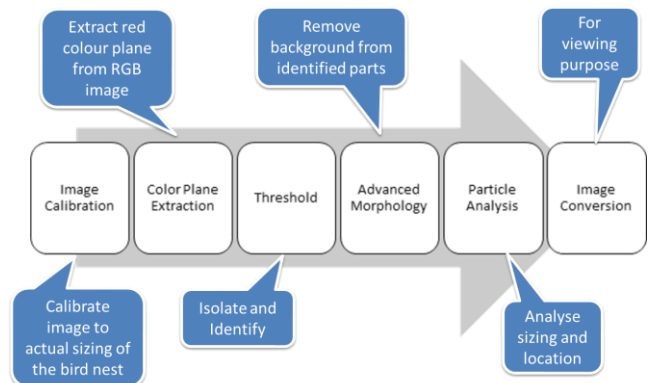 Extract red
colour plane
from RGB
image
Remove
background from
identified parts
For
viewing
purpose
Image
Calibration
Color Plane
Extraction
Threshold
Advanced
Morphology
Particle
Analysis
Image
Conversion
Calibrate
image to
actual sizing of
the bird nest
Isolate and
Identify
Analyse
sizing and
location